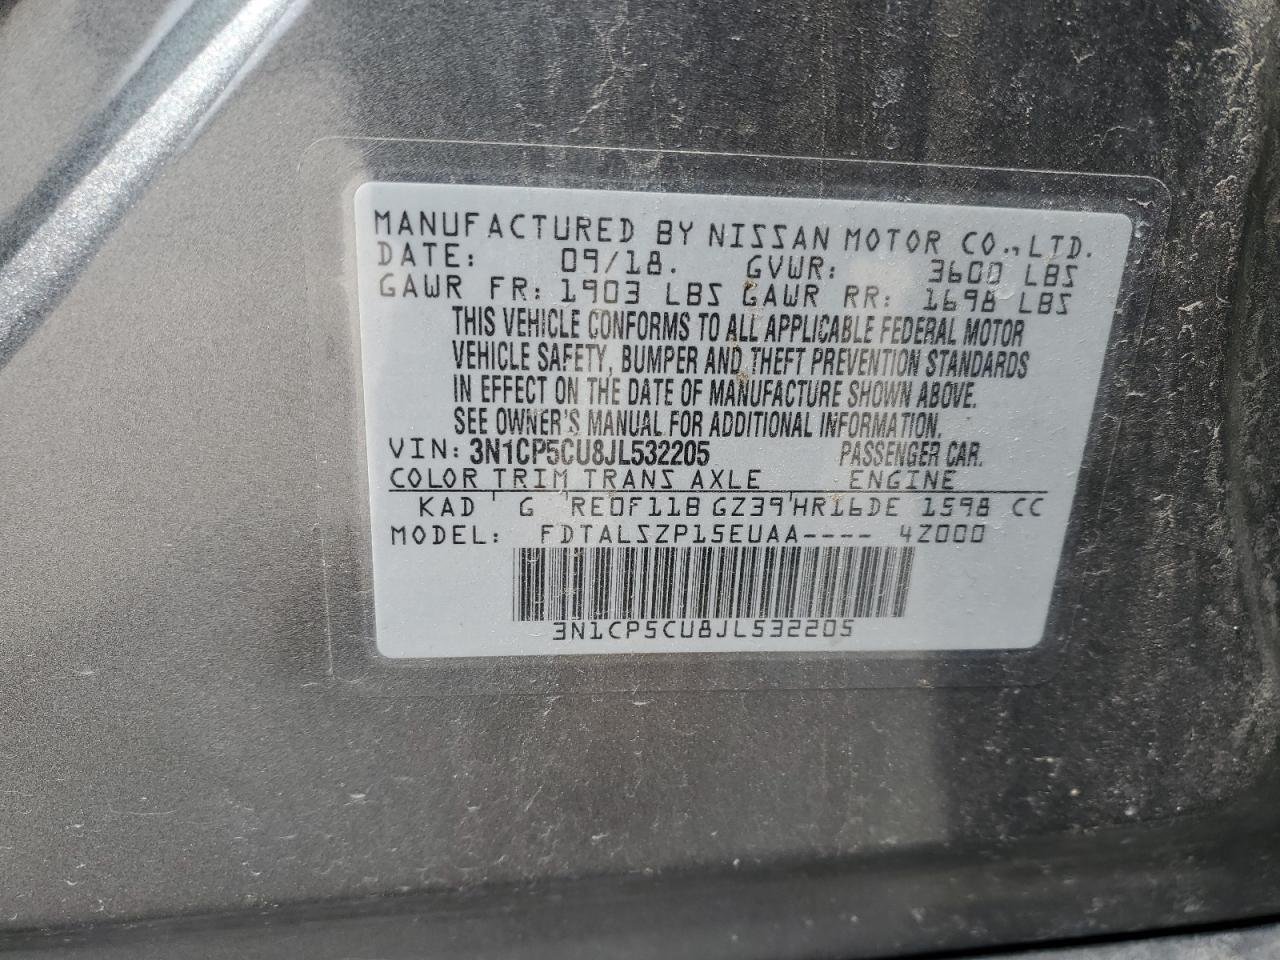 MANUFACTURED BY NISSAN MOTOR CO., LTD.
DATE: 09/18. GVWR: 3600 LBS
GAWR FR: 1903 LBS GAWR RR: 1698 LBS
THIS VEHICLE CONFORMS TO ALL APPLICABLE FEDERAL MOTOR
VEHICLE SAFETY, BUMPER AND THEFT PREVENTION STANDARDS
IN EFFECT ON THE DATE OF MANUFACTURE SHOWN ABOVE.
SEE OWNER'S MANUAL FOR ADDITIONAL INFORMATION.
VIN: 3N1CP5CU8JL532205 PASSENGER CAR.
COLOR TRIM TRANS AXLE ENGINE
KAD G RE0F11B GZ39 HR16DE 1598 CC
MODEL: FDTALSZP15EUAA---- 4Z000
3N1CP5CU8JL532205